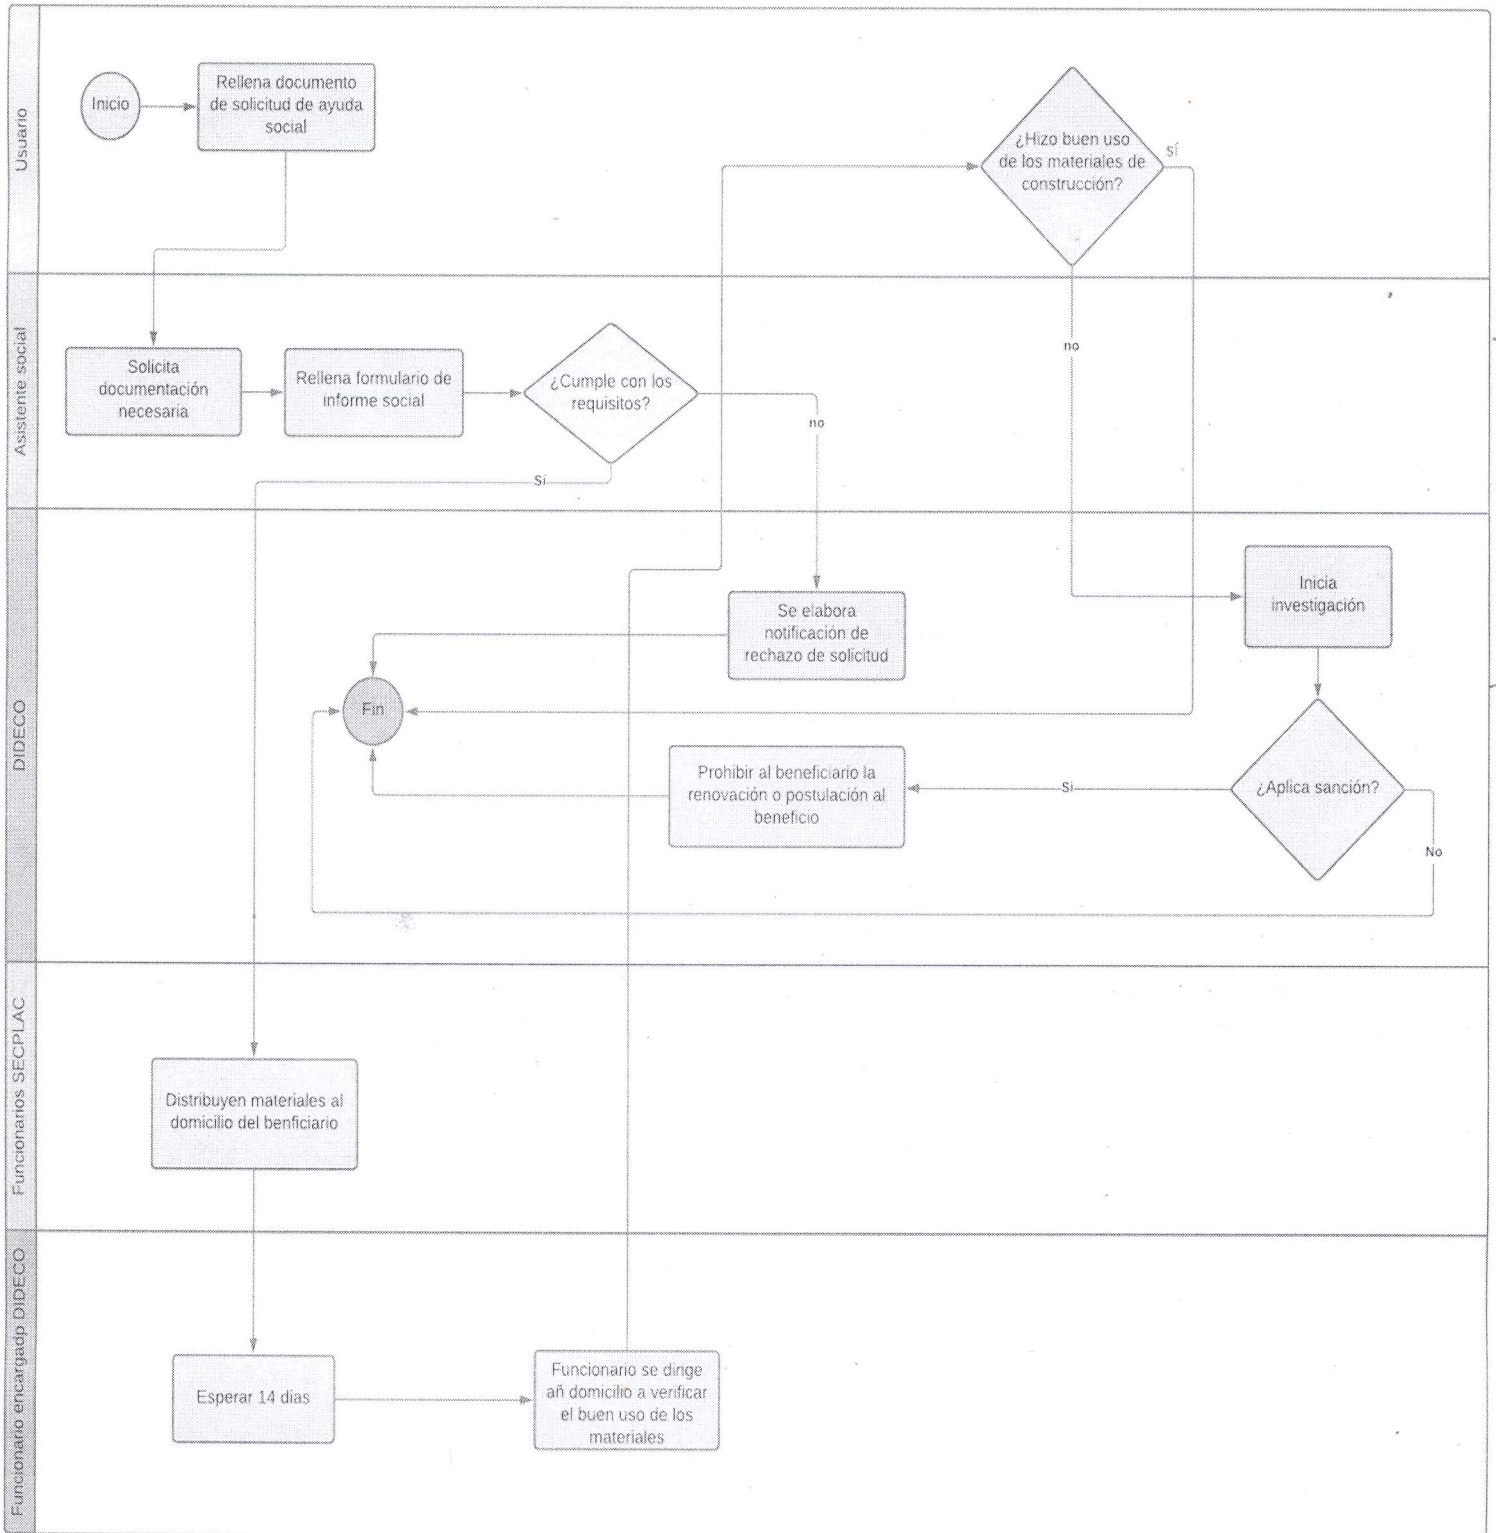 Usuario
Inicio
Rellena documento
de solicitud de ayuda
social
¿Hizo buen uso
de los materiales de
construcción?
sí
no
Asistente social
Solicita
documentación
necesaria
Rellena formulario de
informe social
¿Cumple con los
requisitos?
no
Sí
DIDECO
Se elabora
notificación de
rechazo de solicitud
Inicia
investigación
Fin
Prohibir al beneficiario la
renovación o postulación al
beneficio
Sí
¿Aplica sanción?
No
Funcionarios SECPLAC
Distribuyen materiales al
domicilio del benficiario
Funcionario encargadp DIDECO
Esperar 14 dias
Funcionario se dirige
añ domicilio a verificar
el buen uso de los
materiales